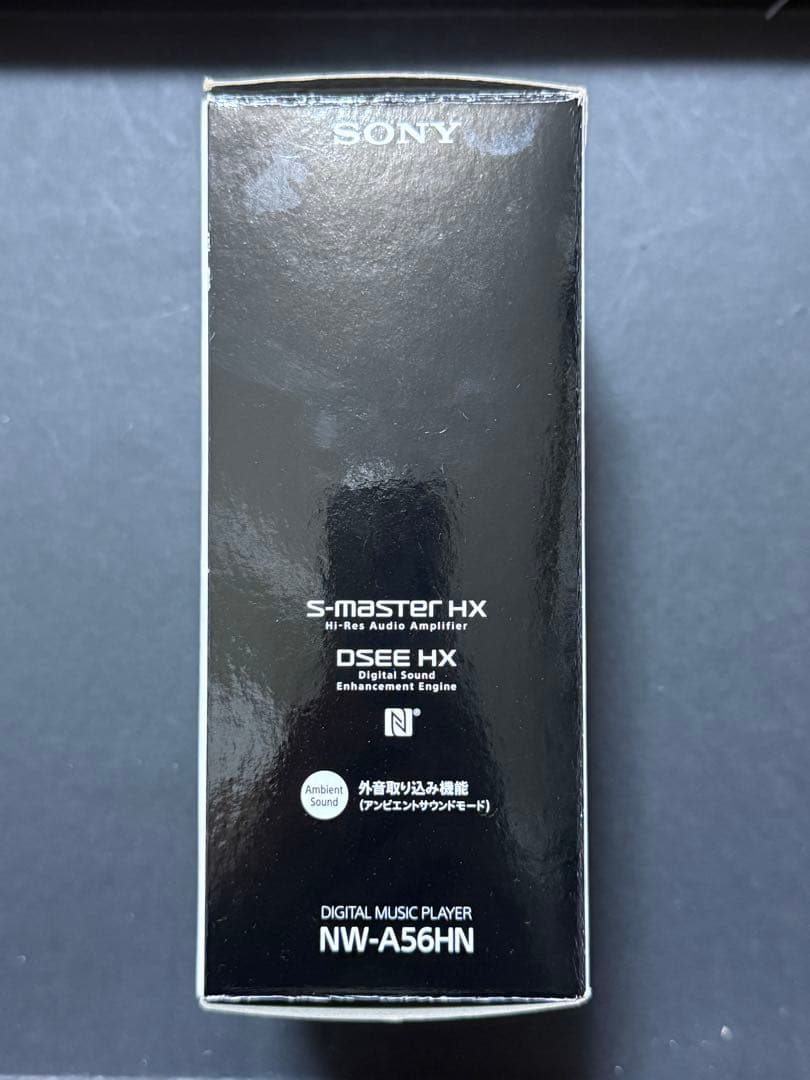 SONY
S-master HX
Hi-Res Audio Amplifier
DSEE HX
Digital Sound
Enhancement Engine
N®
Ambient
Sound
外音取り込み機能
(アンビエントサウンドモード)
DIGITAL MUSIC PLAYER
NW-A56HN